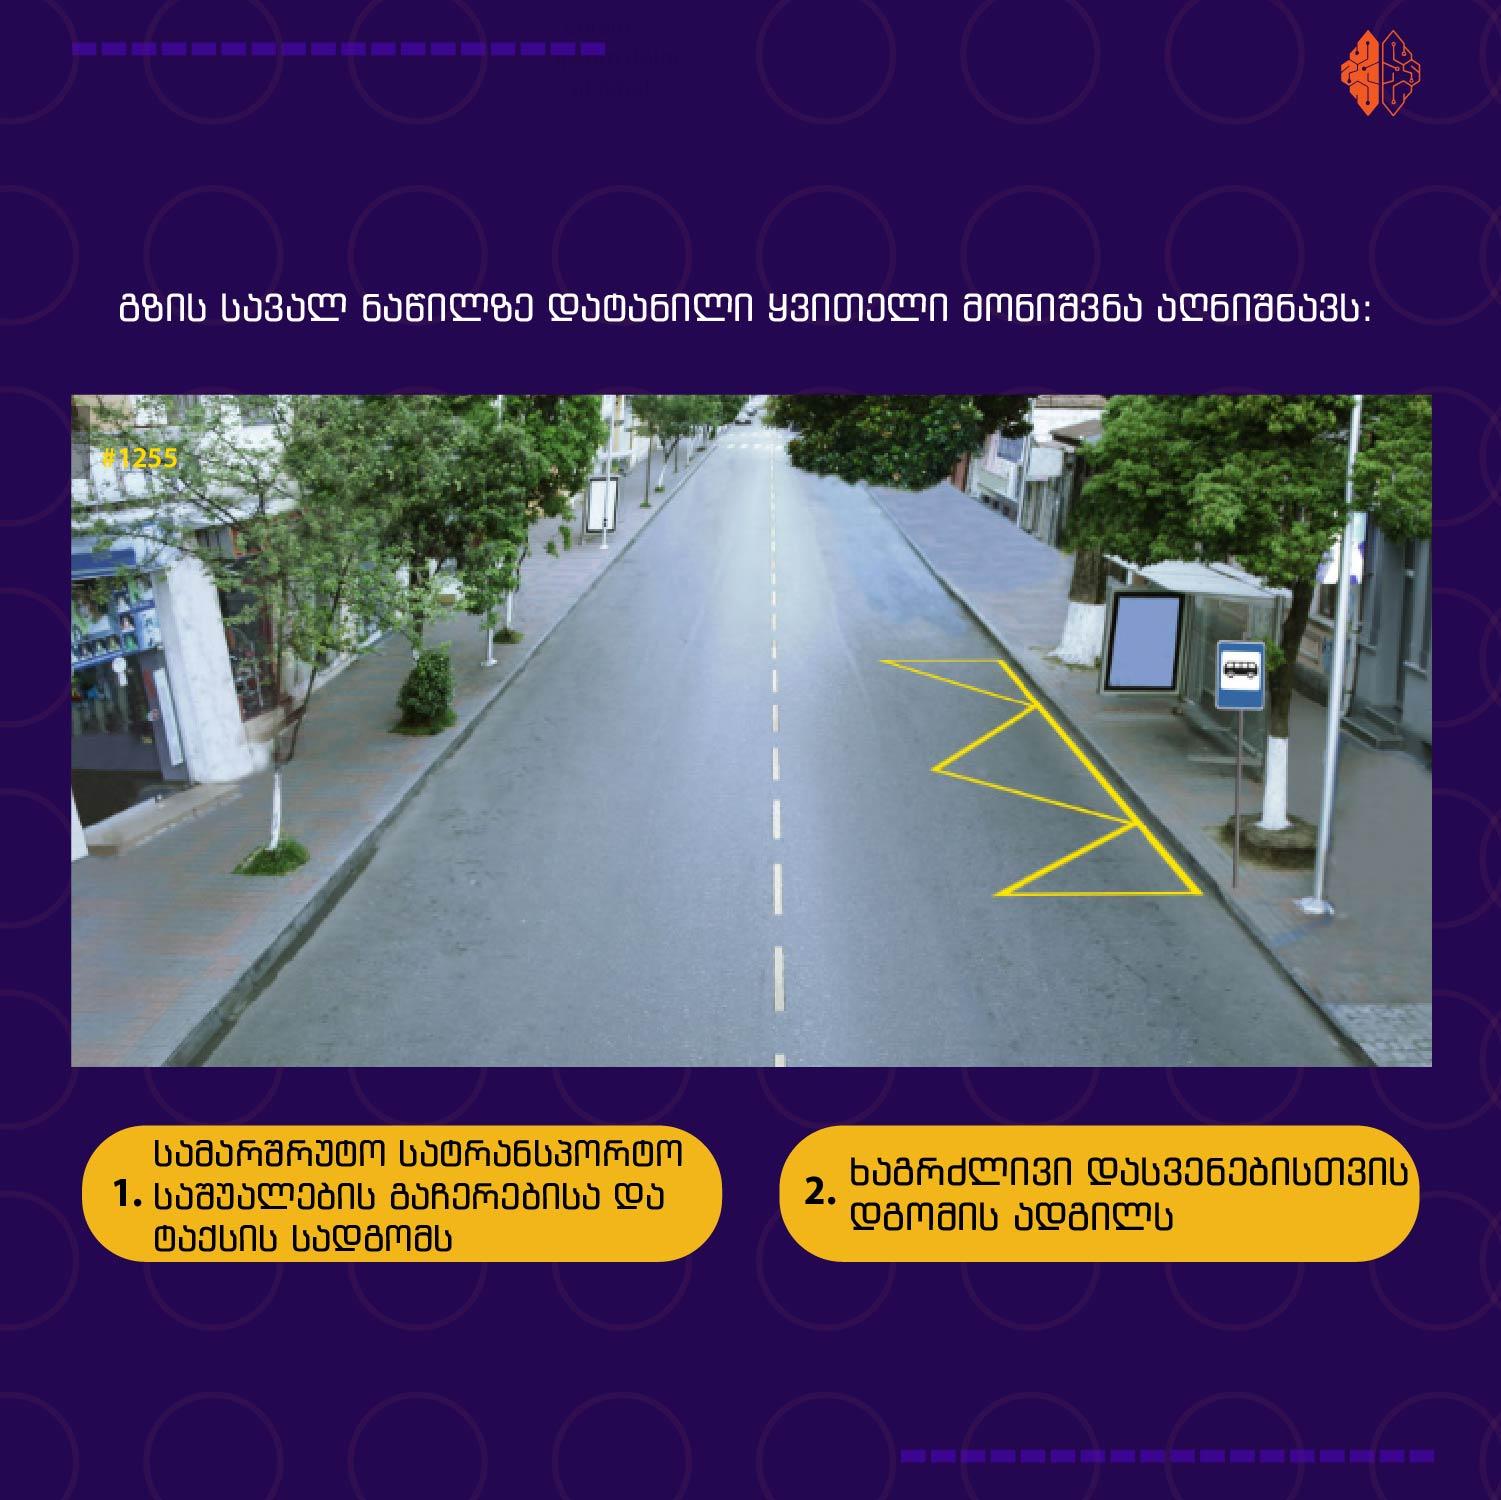 გზის სავალ ნაწილზე დატანილი ყვითელი მონიშვნა აღნიშნავს:
#1255
1. სამარშრუტო სატრანსპორტო
საშუალების გაჩერებისა და
ტაქსის სადგომს
2. ხაგრძლივი დასვენებისთვის
დგომის ადგილს